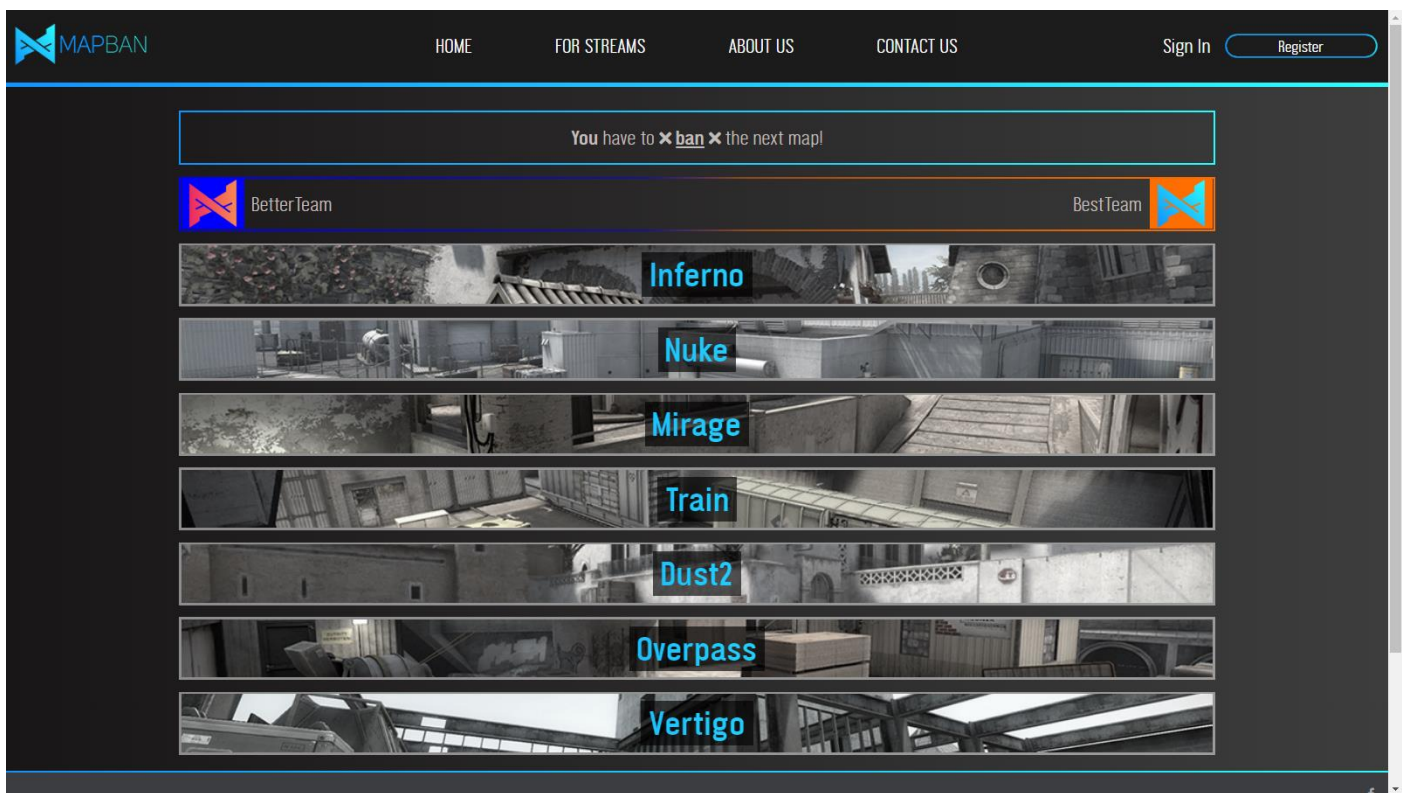 MAPBAN
HOME FOR STREAMS ABOUT US CONTACT US Sign In Register
You have to ✖ ban ✖ the next map!
BetterTeam BestTeam
Inferno
Nuke
Mirage
Train
Dust2
Overpass
Vertigo